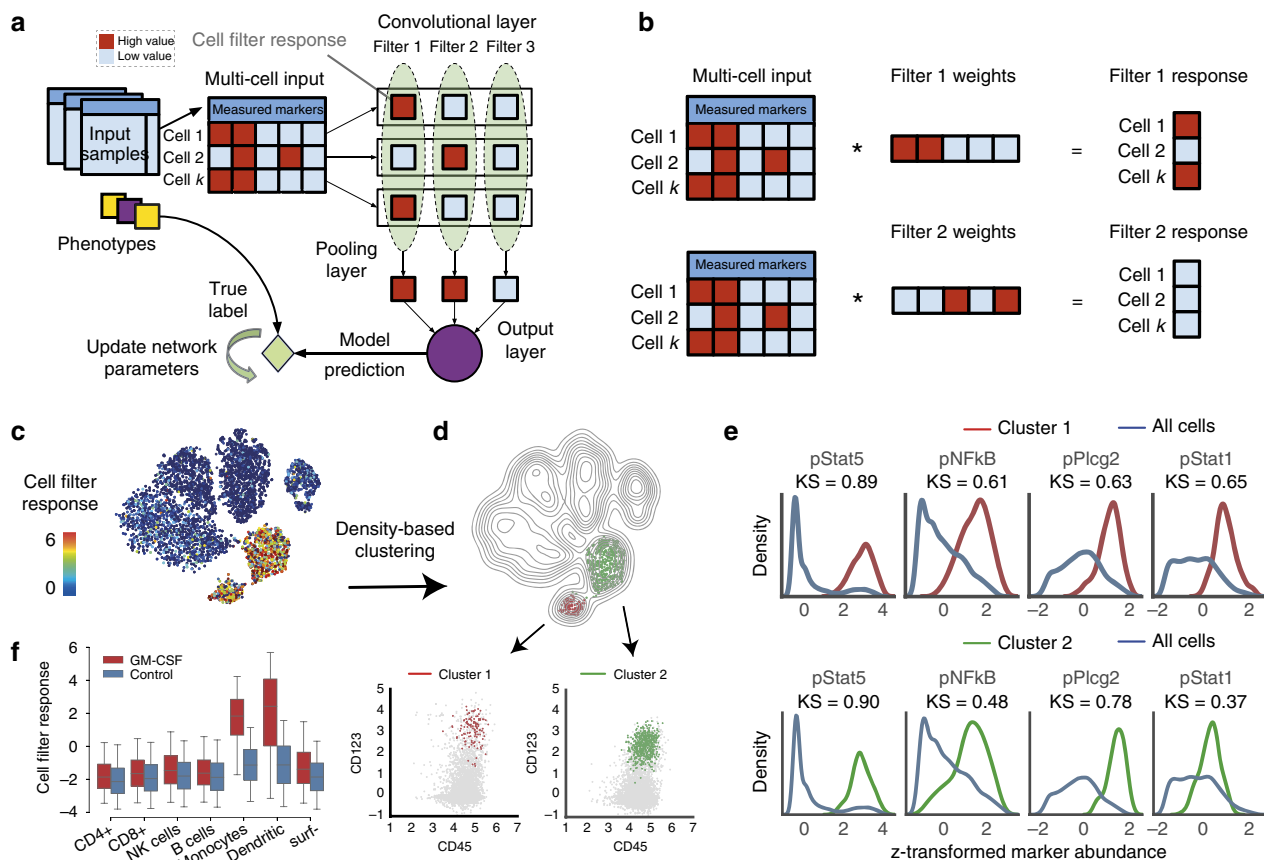 a
High value
Low value
Cell filter response
Convolutional layer
Filter 1 Filter 2 Filter 3
Multi-cell input
Measured markers
Input
samples
Cell 1
Cell 2
Cell k
Phenotypes
Pooling
layer
True
label
Update network
parameters
Model
prediction
Output
layer
b
Multi-cell input Filter 1 weights Filter 1 response
Measured markers
Cell 1 Cell 1
Cell 2 * = Cell 2
Cell k Cell k
Filter 2 weights Filter 2 response
Measured markers
Cell 1 Cell 1
Cell 2 * = Cell 2
Cell k Cell k
c
Cell filter
response
6
0
Density-based
clustering
d
Cluster 1
CD123
5
4
3
2
1
0
−1
1 2 3 4 5 6 7
CD45
Cluster 2
CD123
5
4
3
2
1
0
−1
1 2 3 4 5 6 7
CD45
e
Cluster 1 All cells
pStat5 pNFkB pPlcg2 pStat1
KS = 0.89 KS = 0.61 KS = 0.63 KS = 0.65
Density
0 2 4 0 2 −2 0 2 −2 0 2
Cluster 2 All cells
pStat5 pNFkB pPlcg2 pStat1
KS = 0.90 KS = 0.48 KS = 0.78 KS = 0.37
Density
0 2 4 0 2 −2 0 2 −2 0 2
z-transformed marker abundance
f
GM-CSF
Control
Cell filter response
6
4
2
0
−2
−4
CD4+ CD8+ NK cells B cells Monocytes Dendritic surf-